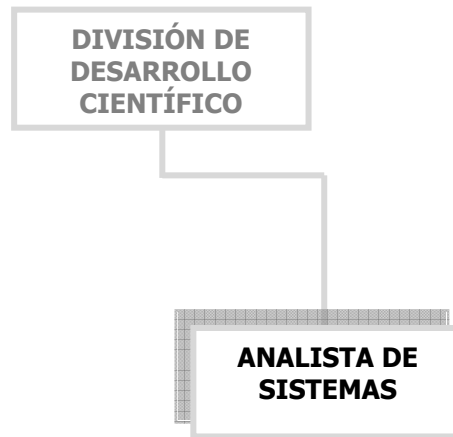 DIVISIÓN DE
DESARROLLO
CIENTÍFICO
ANALISTA DE
SISTEMAS